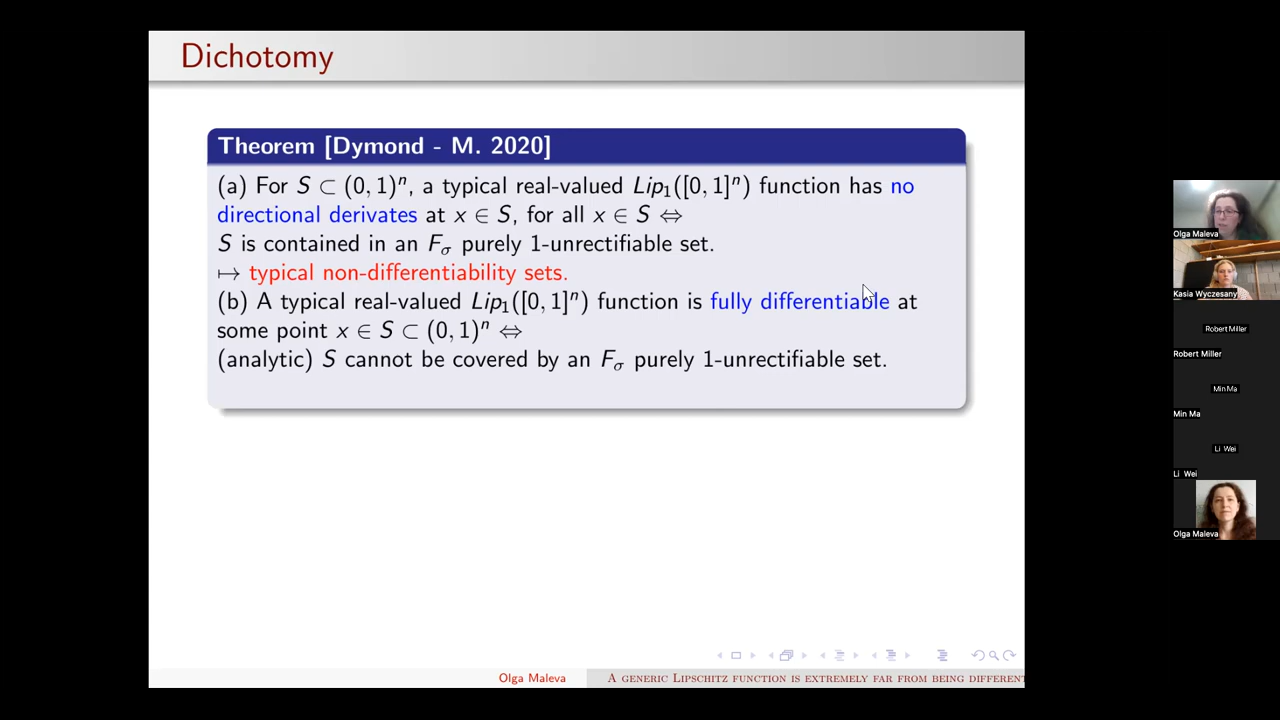 Dichotomy
Theorem [Dymond - M. 2020]
(a) For S ⊂ (0, 1)ⁿ, a typical real-valued Lip₁([0, 1]ⁿ) function has no
directional derivates at x ∈ S, for all x ∈ S ⇔
S is contained in an Fσ purely 1-unrectifiable set.
↦ typical non-differentiability sets.
(b) A typical real-valued Lip₁([0, 1]ⁿ) function is fully differentiable at
some point x ∈ S ⊂ (0, 1)ⁿ ⇔
(analytic) S cannot be covered by an Fσ purely 1-unrectifiable set.
Olga Maleva
A GENERIC LIPSCHITZ FUNCTION IS EXTREMELY FAR FROM BEING DIFFEREN
Olga Maleva
Kasia Wyczesany
Robert Miller
Robert Miller
Min Ma
Min Ma
Li Wei
Li Wei
Olga Maleva